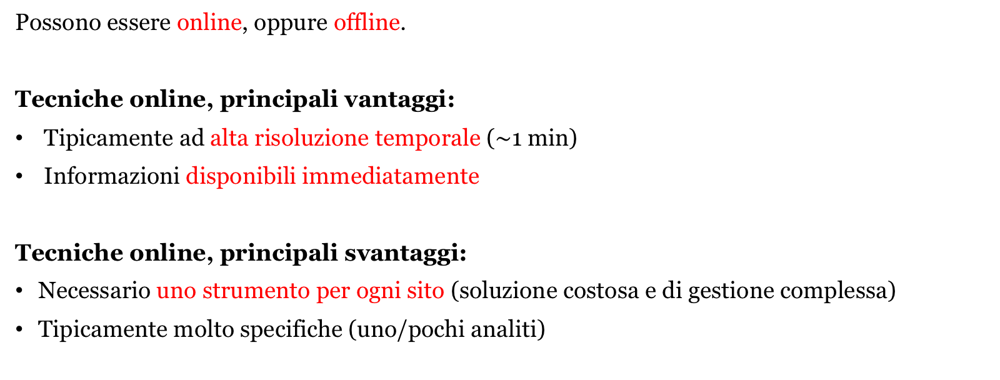 Possono essere online, oppure offline.
Tecniche online, principali vantaggi:
• Tipicamente ad alta risoluzione temporale (~1 min)
• Informazioni disponibili immediatamente
Tecniche online, principali svantaggi:
• Necessario uno strumento per ogni sito (soluzione costosa e di gestione complessa)
• Tipicamente molto specifiche (uno/pochi analiti)